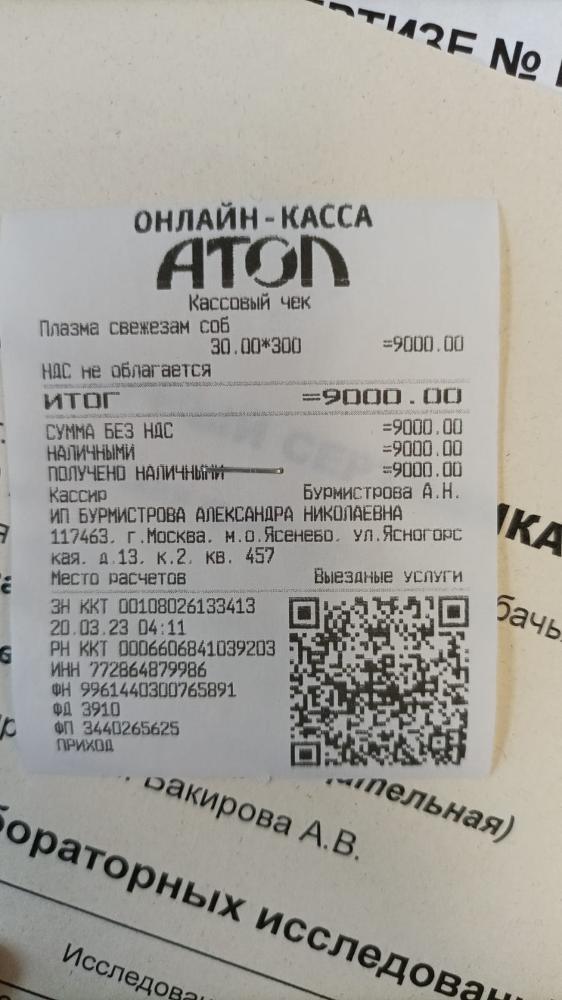 ОНЛАЙН-КАССА
АТОЛ
Кассовый чек
Плазма свежезам соб
30.00*300 =9000.00
НДС не облагается
ИТОГ =9000.00
СУММА БЕЗ НДС =9000.00
НАЛИЧНЫМИ =9000.00
ПОЛУЧЕНО НАЛИЧНЫМИ =9000.00
Кассир Бурмистрова А.Н.
ИП БУРМИСТРОВА АЛЕКСАНДРА НИКОЛАЕВНА
117463, г.Москва, м.о.Ясенево, ул.Ясногорс
кая, д.13, к.2, кв. 457
Место расчетов Выездные услуги
ЗН ККТ 00108026133413
20.03.23 04:11
РН ККТ 0006606841039203
ИНН 772864879986
ФН 9961440300765891
ФД 3910
ФП 3440265625
ПРИХОД
Бакирова А.В.
бораторных исследован
Исследова